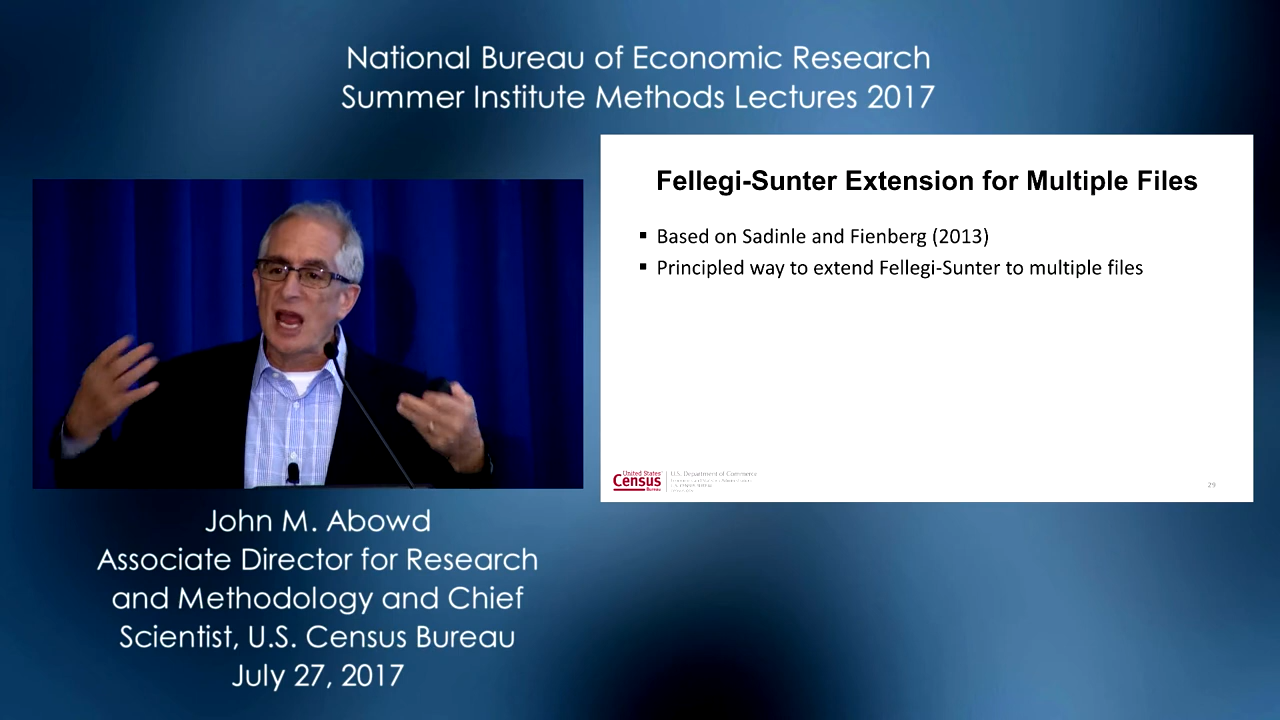 National Bureau of Economic Research
Summer Institute Methods Lectures 2017
Fellegi-Sunter Extension for Multiple Files
▪ Based on Sadinle and Fienberg (2013)
▪ Principled way to extend Fellegi-Sunter to multiple files
United States
Census
Bureau
U.S. Department of Commerce
29
John M. Abowd
Associate Director for Research
and Methodology and Chief
Scientist, U.S. Census Bureau
July 27, 2017